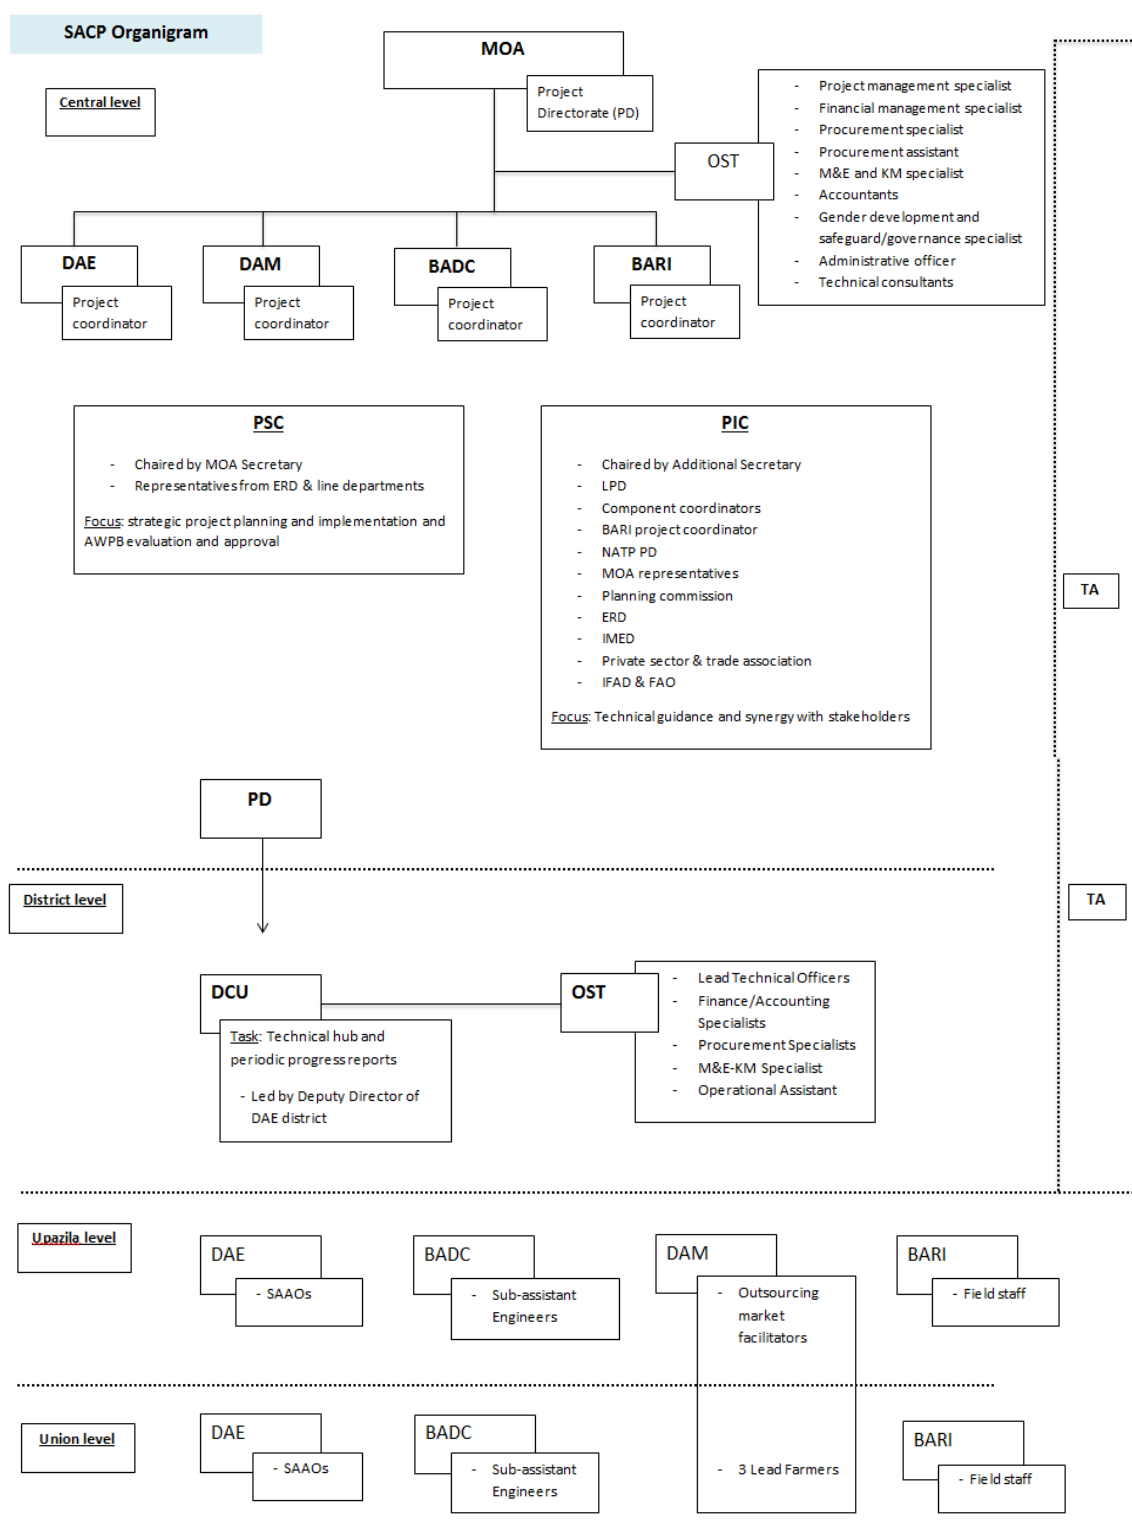 SACP Organigram
MOA
Project
Directorate (PD)
Central level
OST
- Project management specialist
- Financial management specialist
- Procurement specialist
- Procurement assistant
- M&E and KM specialist
- Accountants
- Gender development and
safeguard/governance specialist
- Administrative officer
- Technical consultants
DAE
Project
coordinator
DAM
Project
coordinator
BADC
Project
coordinator
BARI
Project
coordinator
PSC
- Chaired by MOA Secretary
- Representatives from ERD & line departments
Focus: strategic project planning and implementation and
AWPB evaluation and approval
PIC
- Chaired by Additional Secretary
- LPD
- Component coordinators
- BARI project coordinator
- NATP PD
- MOA representatives
- Planning commission
- ERD
- IMED
- Private sector & trade association
- IFAD & FAO
Focus: Technical guidance and synergy with stakeholders
TA
PD
District level
TA
DCU
Task: Technical hub and
periodic progress reports
- Led by Deputy Director of
DAE district
OST
- Lead Technical Officers
- Finance/Accounting
Specialists
- Procurement Specialists
- M&E-KM Specialist
- Operational Assistant
Upazila level
DAE
- SAAOs
BADC
- Sub-assistant
Engineers
DAM
- Outsourcing
market
facilitators
BARI
- Field staff
Union level
DAE
- SAAOs
BADC
- Sub-assistant
Engineers
- 3 Lead Farmers
BARI
- Field staff